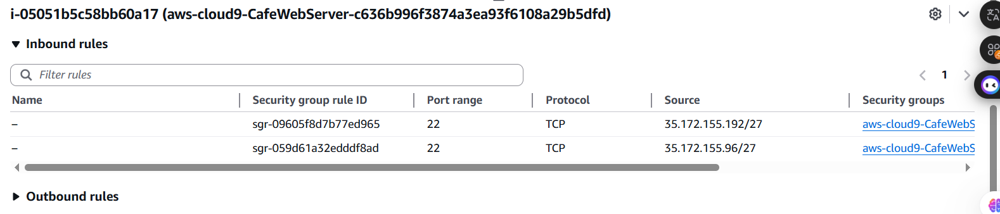 i-05051b5c58bb60a17 (aws-cloud9-CafeWebServer-c636b996f3874a3ea93f6108a29b5dfd)
Inbound rules
Filter rules
1
Name Security group rule ID Port range Protocol Source Security groups
– sgr-09605f8d7b77ed965 22 TCP 35.172.155.192/27 aws-cloud9-CafeWebS
– sgr-059d61a32edddf8ad 22 TCP 35.172.155.96/27 aws-cloud9-CafeWebS
Outbound rules